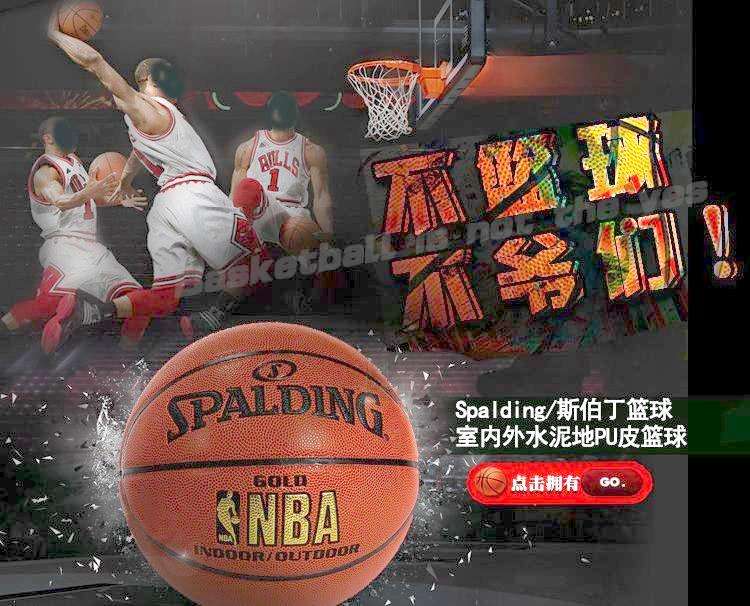 BULLS
1
1
不篮球
不爷们！
basketball is not the yes
SPALDING
GOLD
NBA
NBA
INDOOR/OUTDOOR
Spalding/斯伯丁篮球
室内外水泥地PU皮篮球
点击拥有 GO.